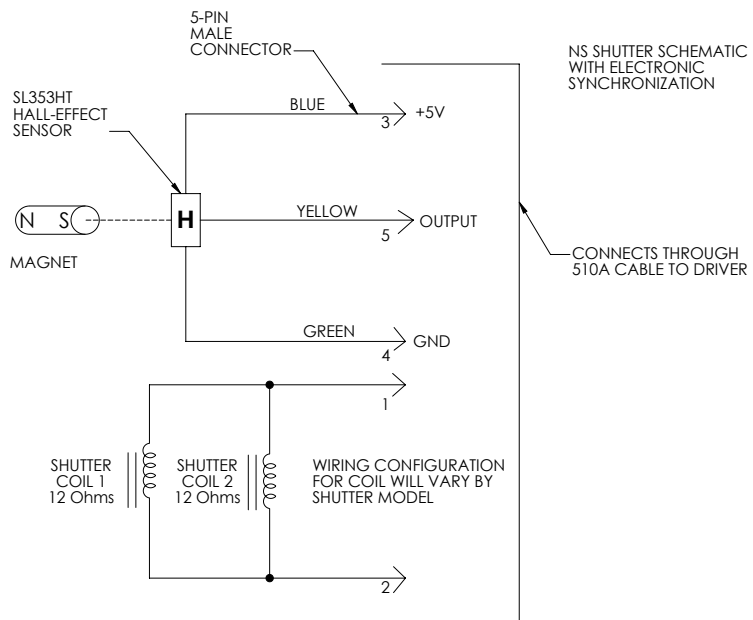 5-PIN
MALE
CONNECTOR
NS SHUTTER SCHEMATIC
WITH ELECTRONIC
SYNCHRONIZATION
SL353HT
HALL-EFFECT
SENSOR
BLUE
3
+5V
N S
H
YELLOW
5
OUTPUT
MAGNET
CONNECTS THROUGH
510A CABLE TO DRIVER
GREEN
4
GND
1
SHUTTER
COIL 1
12 Ohms
SHUTTER
COIL 2
12 Ohms
WIRING CONFIGURATION
FOR COIL WILL VARY BY
SHUTTER MODEL
2